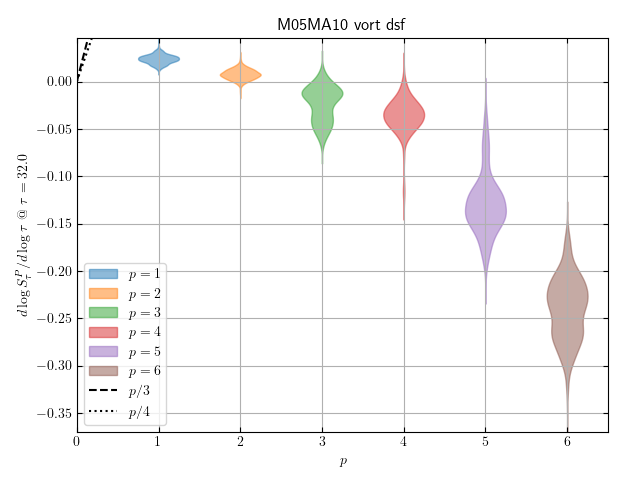 M05MA10 vort dsf
0.00
−0.05
−0.10
−0.15
−0.20
−0.25
−0.30
−0.35
d log S_τ^P / d log τ @ τ = 32.0
p = 1
p = 2
p = 3
p = 4
p = 5
p = 6
p/3
p/4
0 1 2 3 4 5 6
p